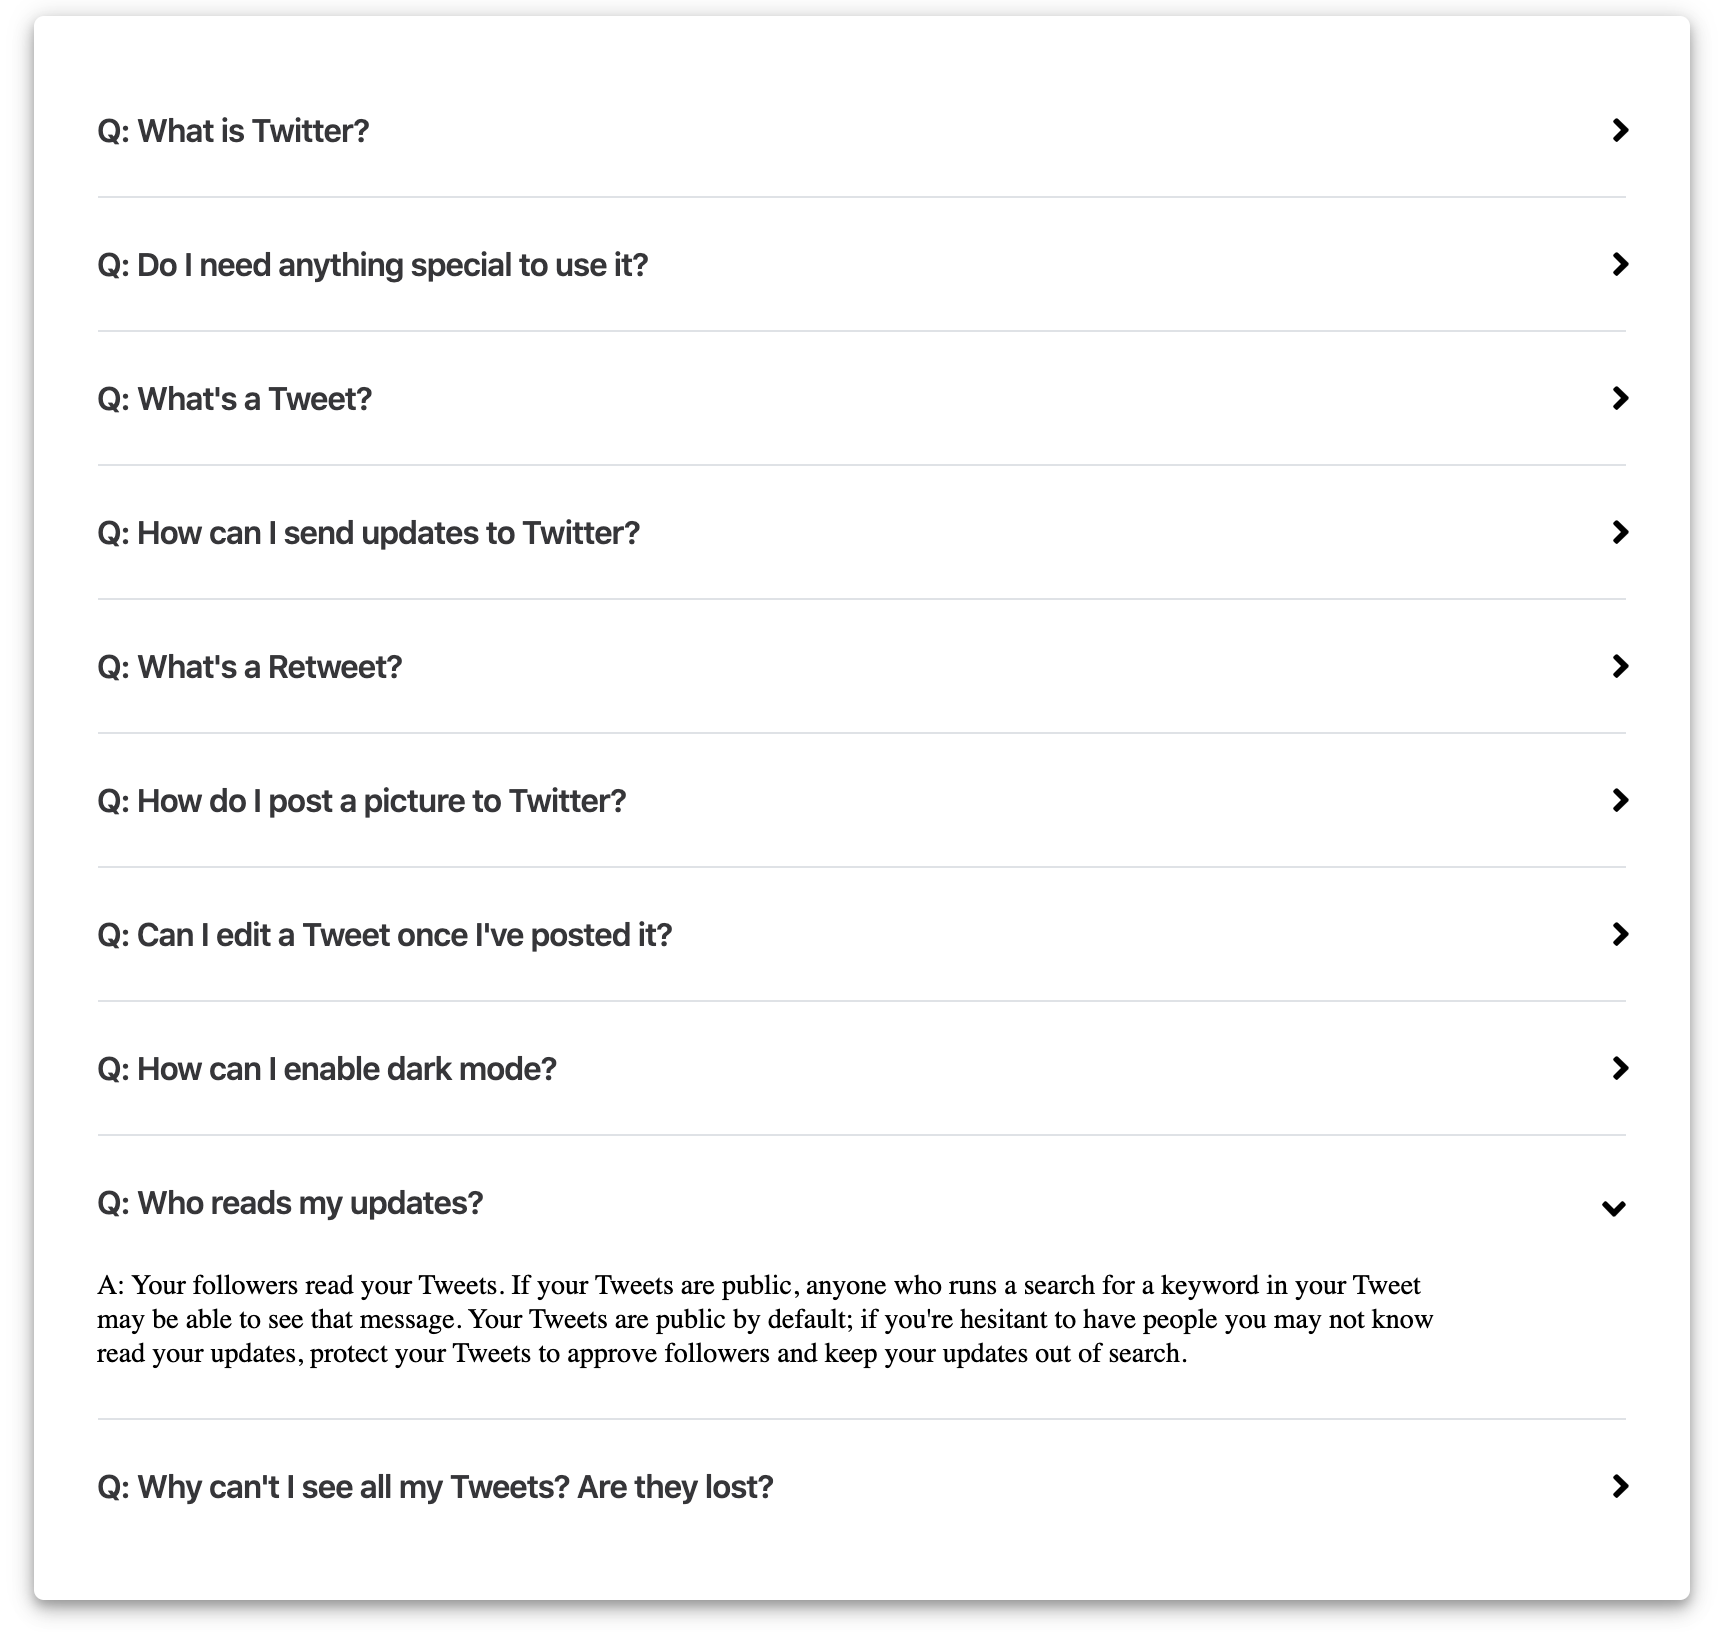 Q: What is Twitter?
Q: Do I need anything special to use it?
Q: What's a Tweet?
Q: How can I send updates to Twitter?
Q: What's a Retweet?
Q: How do I post a picture to Twitter?
Q: Can I edit a Tweet once I've posted it?
Q: How can I enable dark mode?
Q: Who reads my updates?
A: Your followers read your Tweets. If your Tweets are public, anyone who runs a search for a keyword in your Tweet
may be able to see that message. Your Tweets are public by default; if you're hesitant to have people you may not know
read your updates, protect your Tweets to approve followers and keep your updates out of search.
Q: Why can't I see all my Tweets? Are they lost?